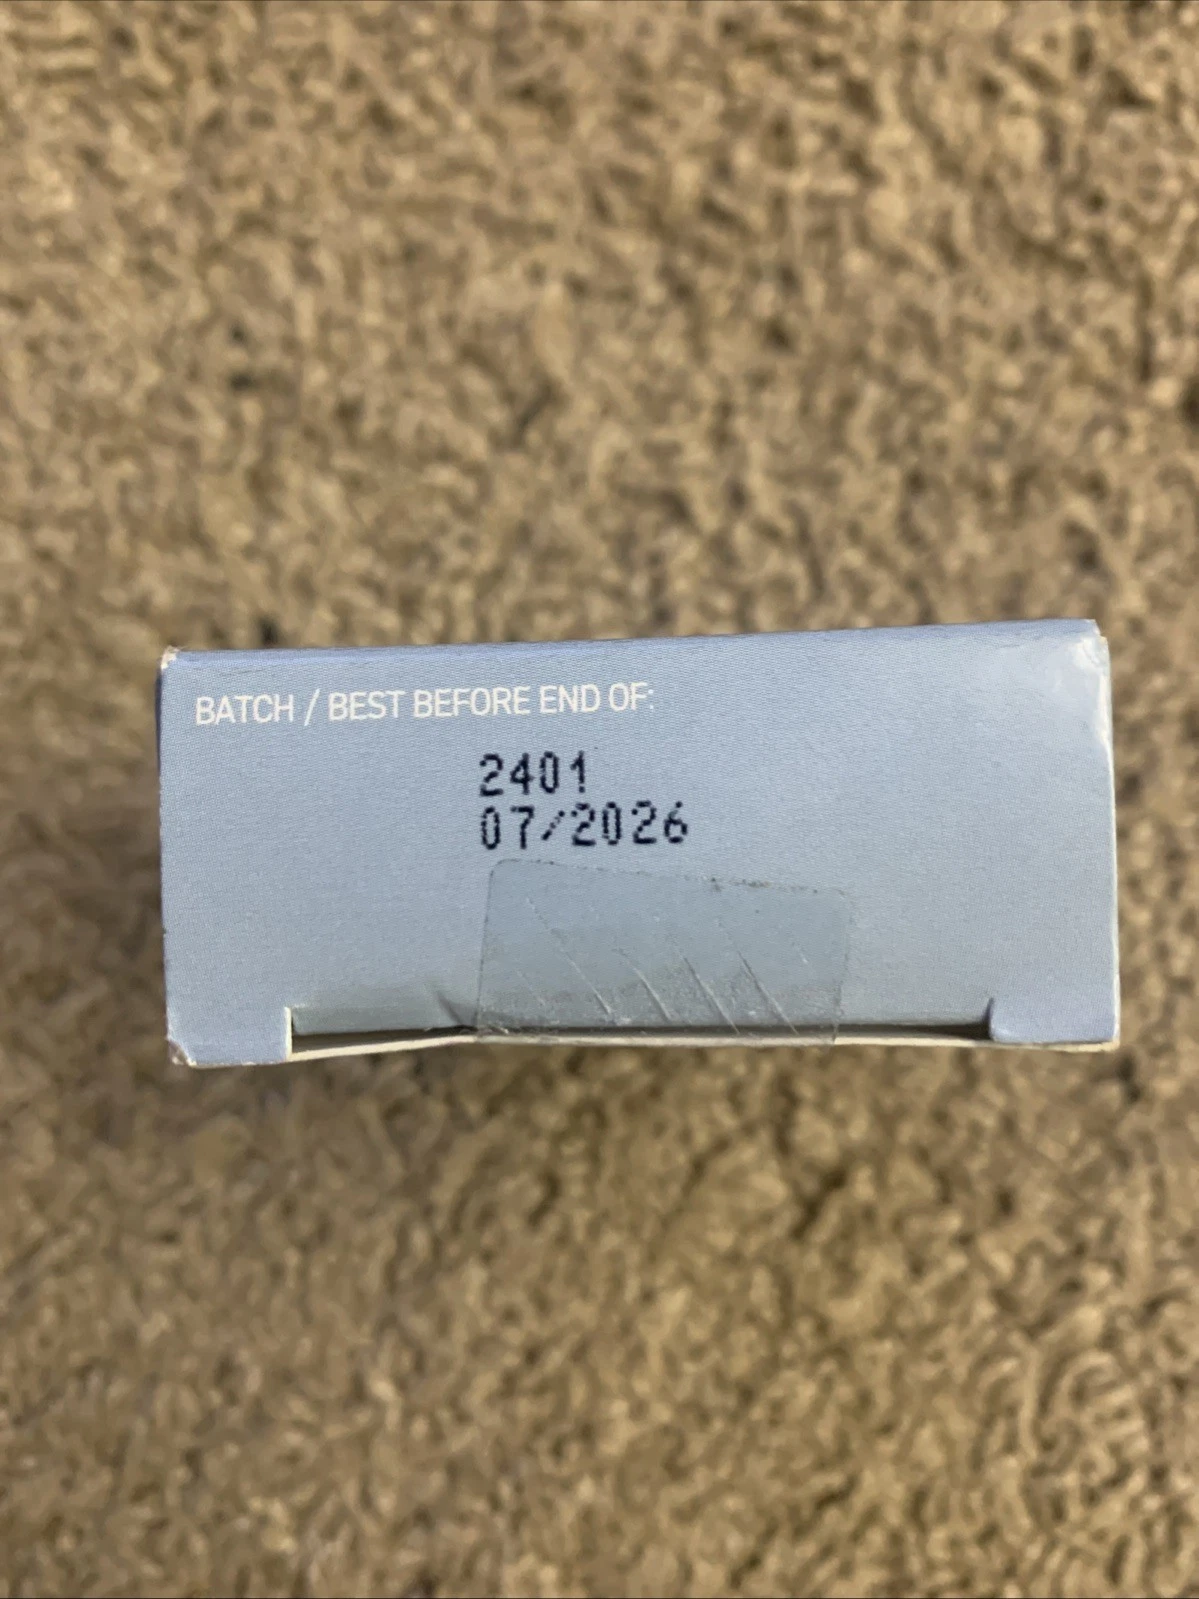 BATCH / BEST BEFORE END OF:
2401
07/2026